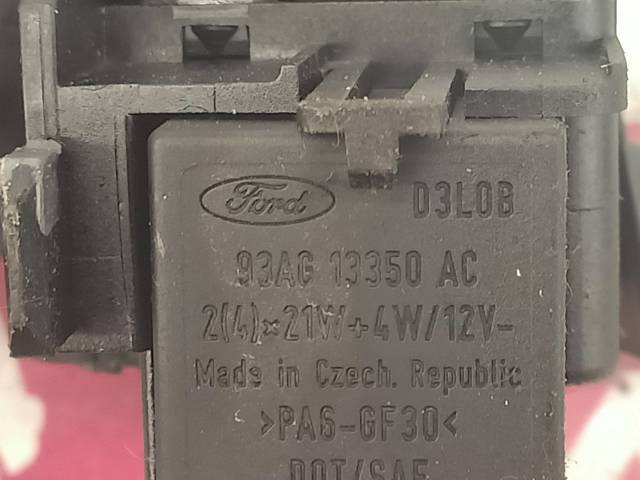 Ford D3L0B
93AG 13350 AC
2(4)×21W+4W/12V-
Made in Czech. Republic
>PA6-GF30<
DOT/SAE